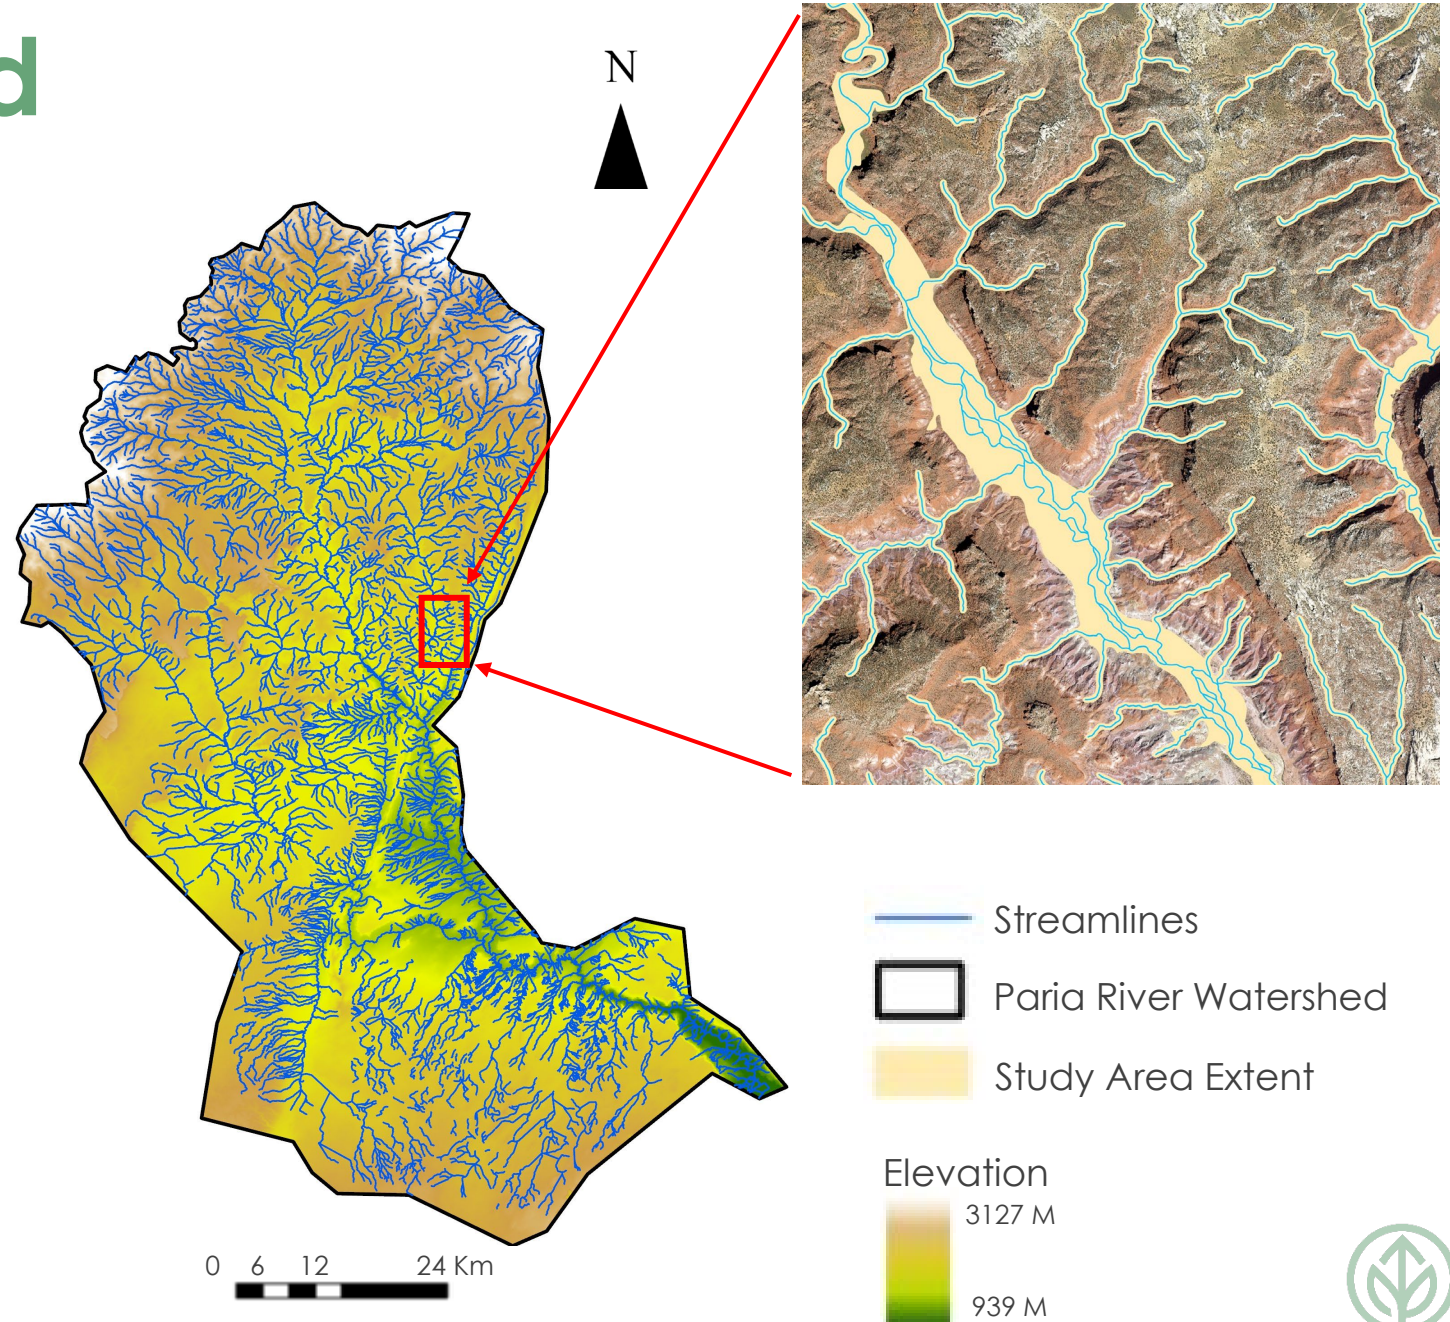 d
N
Streamlines
Paria River Watershed
Study Area Extent
Elevation
3127 M
939 M
0 6 12 24 Km